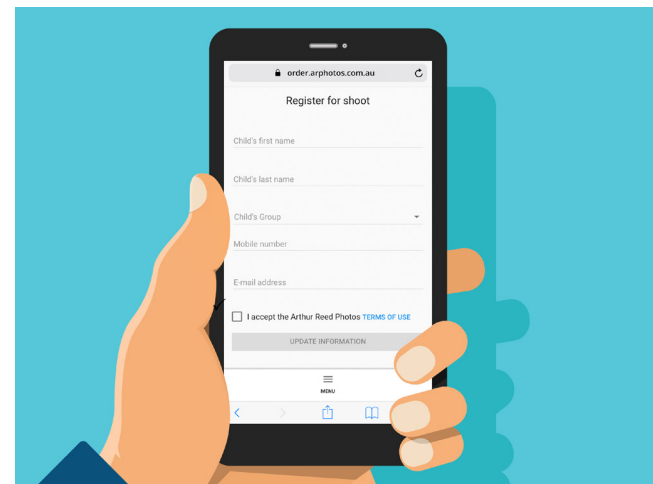 order.arphotos.com.au
Register for shoot
Child's first name
Child's last name
Child's Group
Mobile number
E-mail address
I accept the Arthur Reed Photos TERMS OF USE
UPDATE INFORMATION
MENU